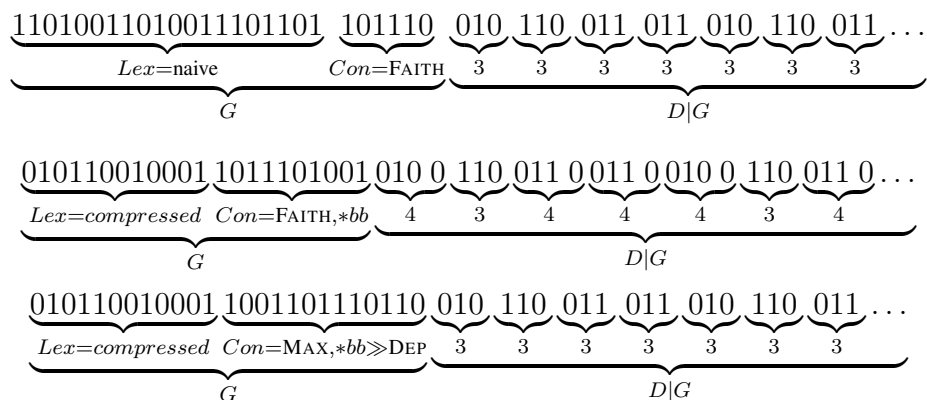 11010011010011101101 101110 010 110 011 011 010 110 011 ...
Lex=naive Con=FAITH 3 3 3 3 3 3 3
G D|G
010110010001 1011101001 010 0 110 011 0 011 0 010 0 110 011 0 ...
Lex=compressed Con=FAITH,*bb 4 3 4 4 4 3 4
G D|G
010110010001 1001101110110 010 110 011 011 010 110 011 ...
Lex=compressed Con=MAX,*bb≫DEP 3 3 3 3 3 3 3
G D|G